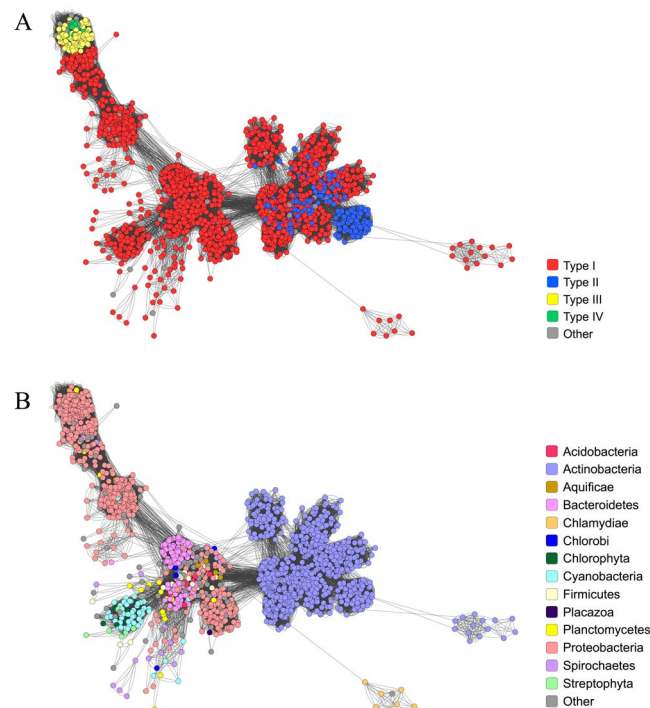 A
Type I
Type II
Type III
Type IV
Other
B
Acidobacteria
Actinobacteria
Aquificae
Bacteroidetes
Chlamydiae
Chlorobi
Chlorophyta
Cyanobacteria
Firmicutes
Placazoa
Planctomycetes
Proteobacteria
Spirochaetes
Streptophyta
Other